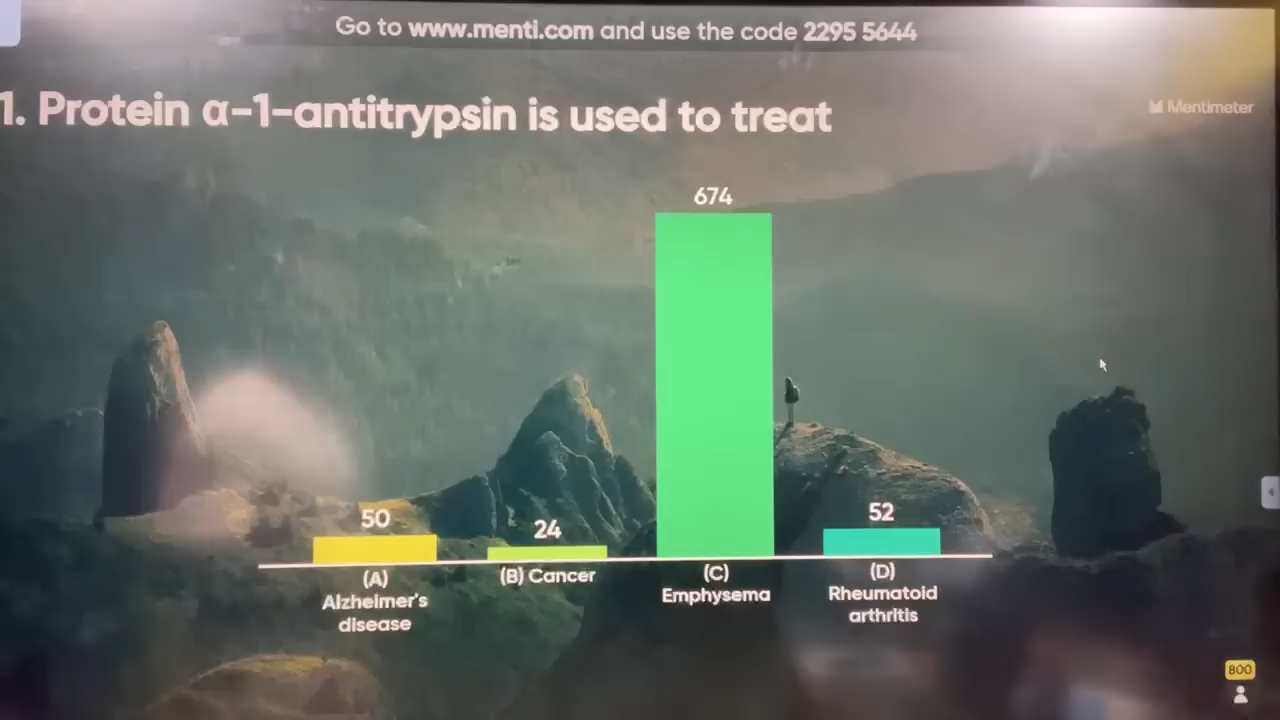 Go to www.menti.com and use the code 2295 5644
1. Protein α-1-antitrypsin is used to treat
Mentimeter
674
50
24
52
(A)
Alzheimer's
disease
(B) Cancer
(C)
Emphysema
(D)
Rheumatoid
arthritis
800